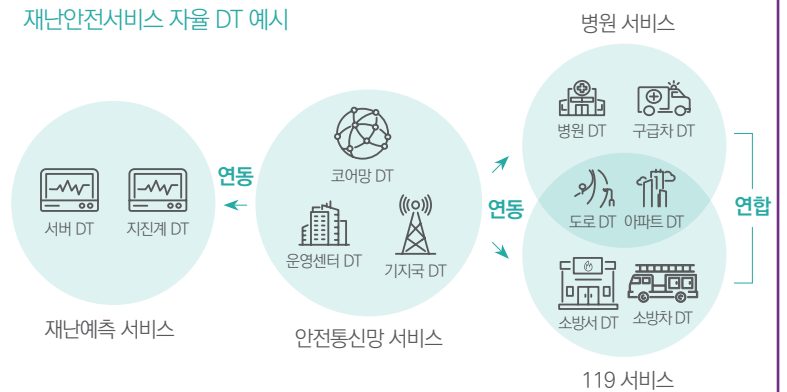 재난안전서비스 자율 DT 예시
병원 서비스
병원 DT
구급차 DT
코어망 DT
연동
연동
연합
서버 DT
지진계 DT
도로 DT
아파트 DT
운영센터 DT
기지국 DT
소방서 DT
소방차 DT
재난예측 서비스
안전통신망 서비스
119 서비스